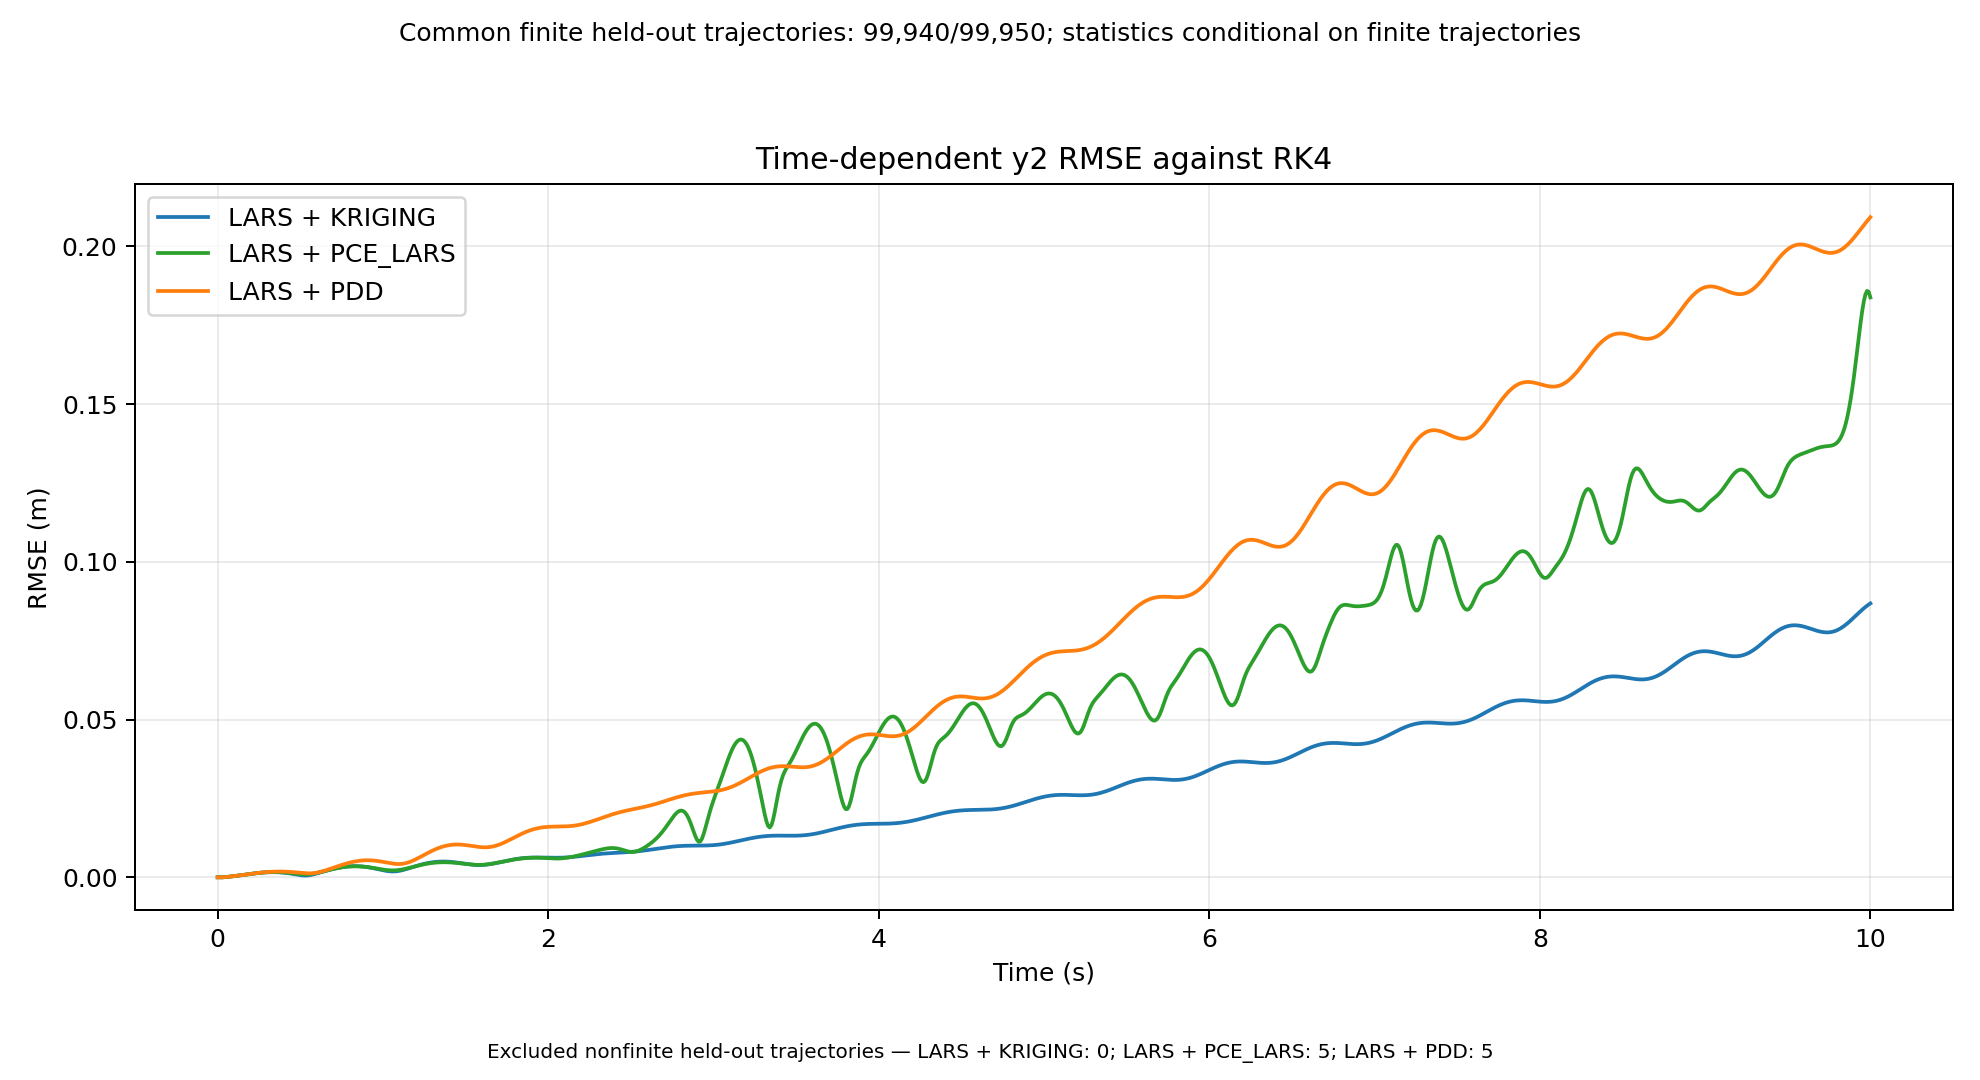 Common finite held-out trajectories: 99,940/99,950; statistics conditional on finite trajectories
Time-dependent y2 RMSE against RK4
LARS + KRIGING
LARS + PCE_LARS
LARS + PDD
RMSE (m)
0.20
0.15
0.10
0.05
0.00
0 2 4 6 8 10
Time (s)
Excluded nonfinite held-out trajectories — LARS + KRIGING: 0; LARS + PCE_LARS: 5; LARS + PDD: 5